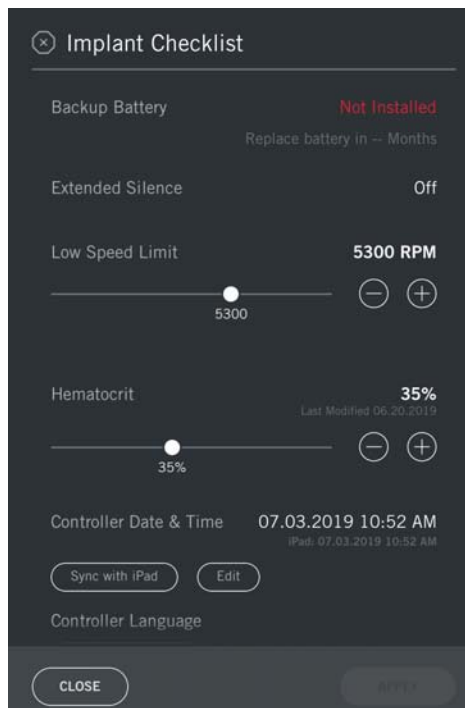 Implant Checklist
Backup Battery Not Installed
Replace battery in -- Months
Extended Silence Off
Low Speed Limit 5300 RPM
5300
Hematocrit 35%
Last Modified 06.20.2019
35%
Controller Date & Time 07.03.2019 10:52 AM
iPad: 07.03.2019 10:52 AM
Sync with iPad Edit
Controller Language
CLOSE APPLY